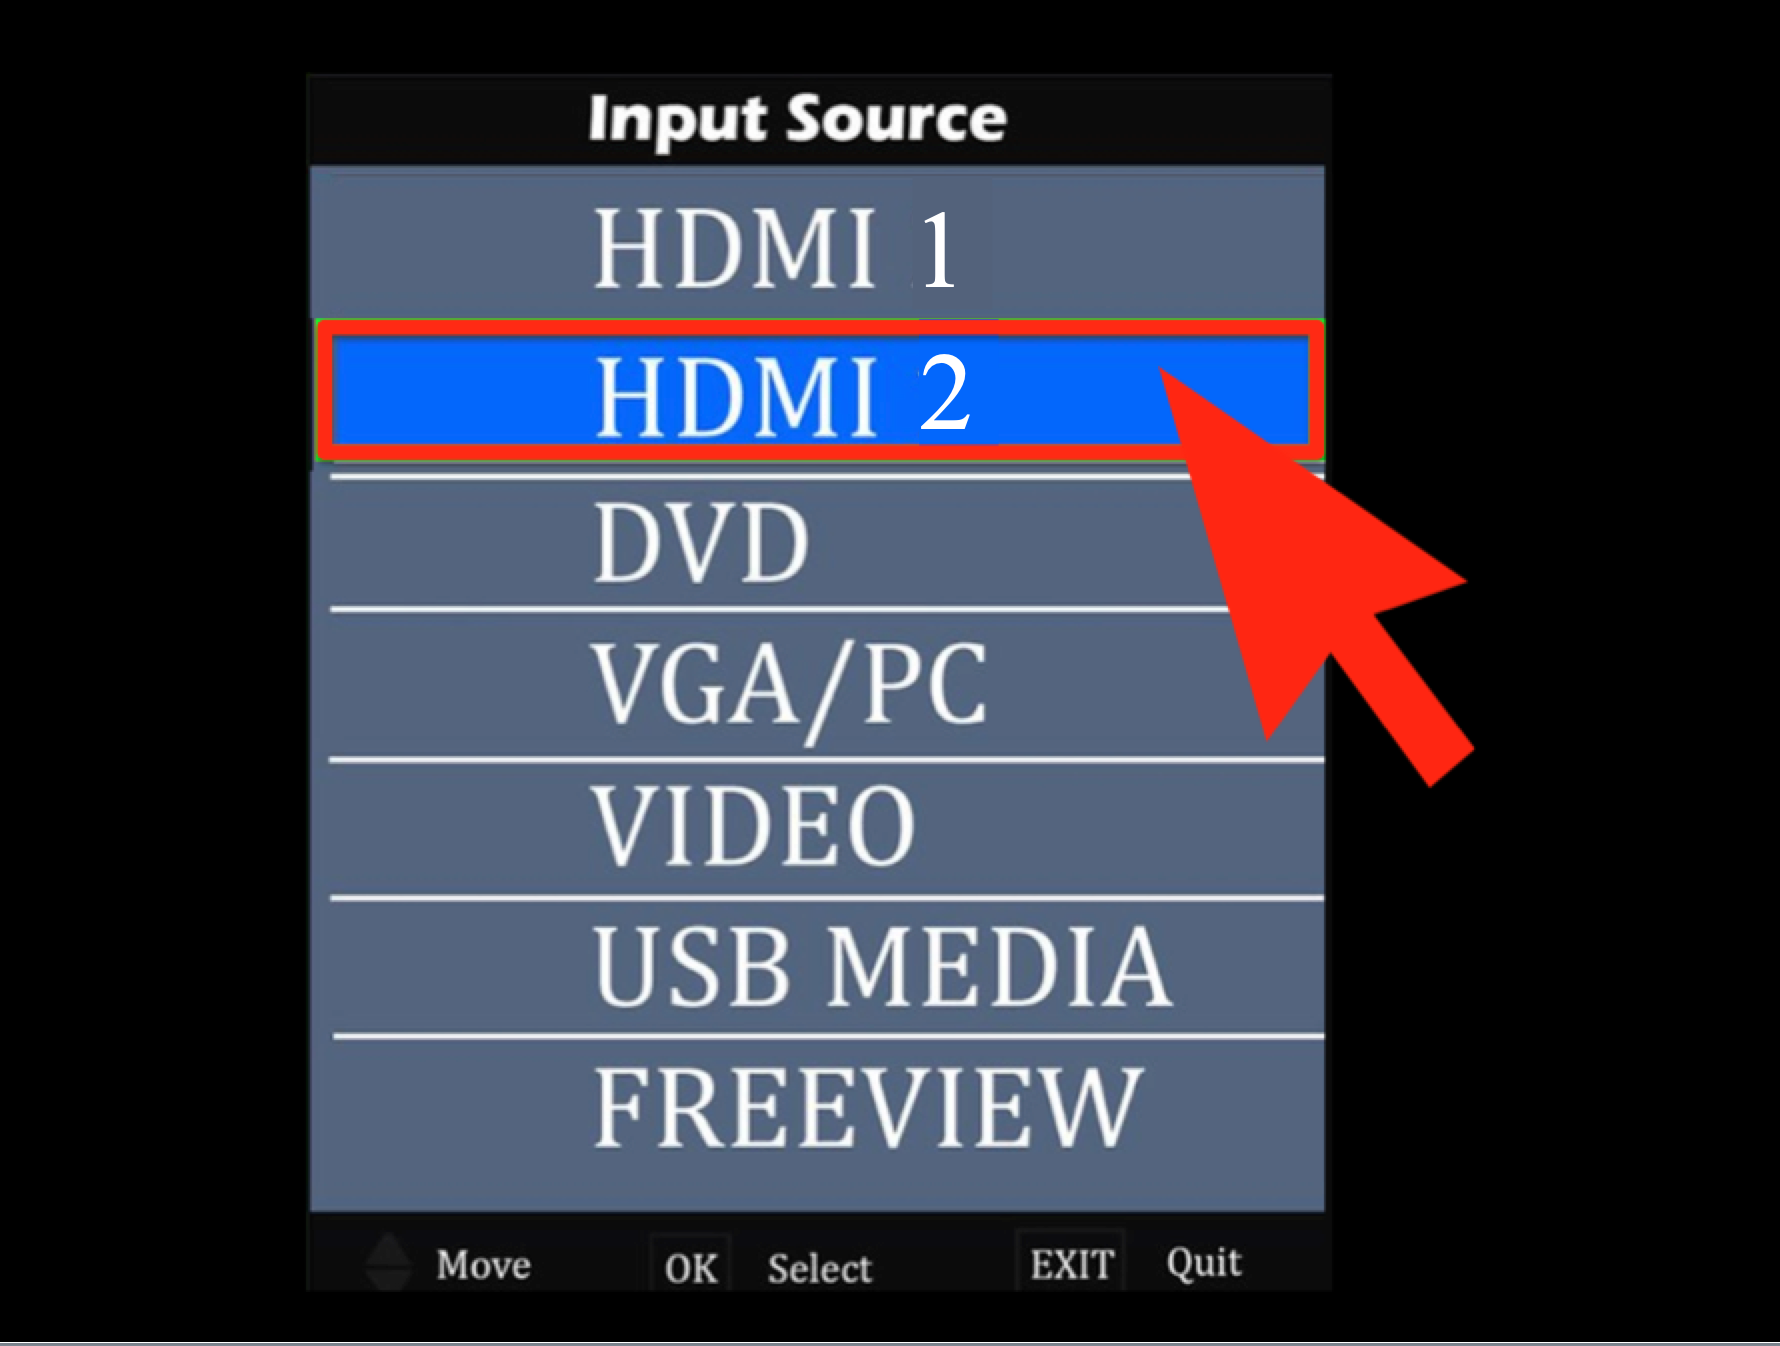 Input Source
HDMI 1
HDMI 2
DVD
VGA/PC
VIDEO
USB MEDIA
FREEVIEW
Move OK Select EXIT Quit